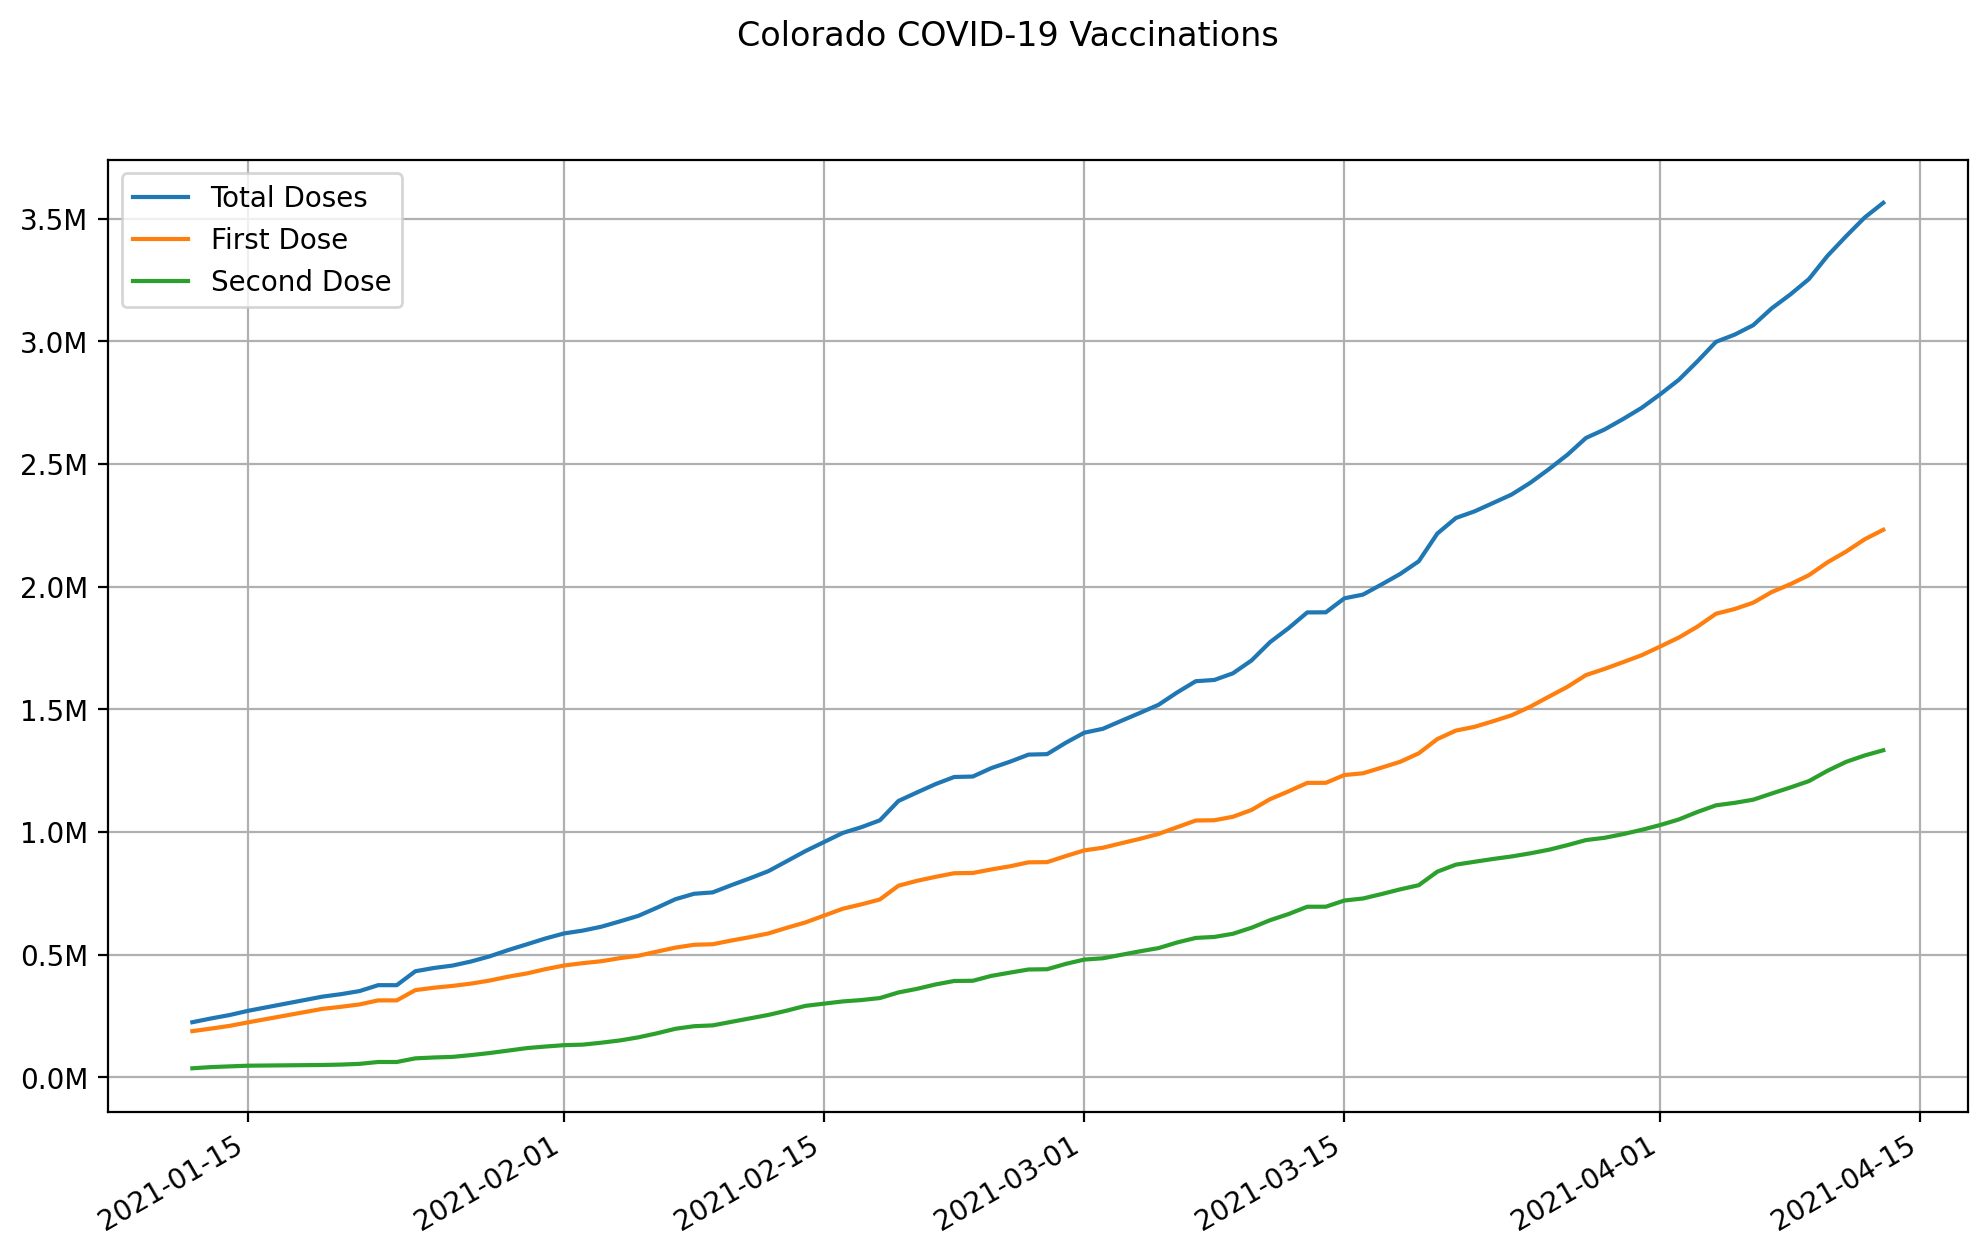 Colorado COVID-19 Vaccinations
Total Doses
First Dose
Second Dose
3.5M
3.0M
2.5M
2.0M
1.5M
1.0M
0.5M
0.0M
2021-01-15
2021-02-01
2021-02-15
2021-03-01
2021-03-15
2021-04-01
2021-04-15